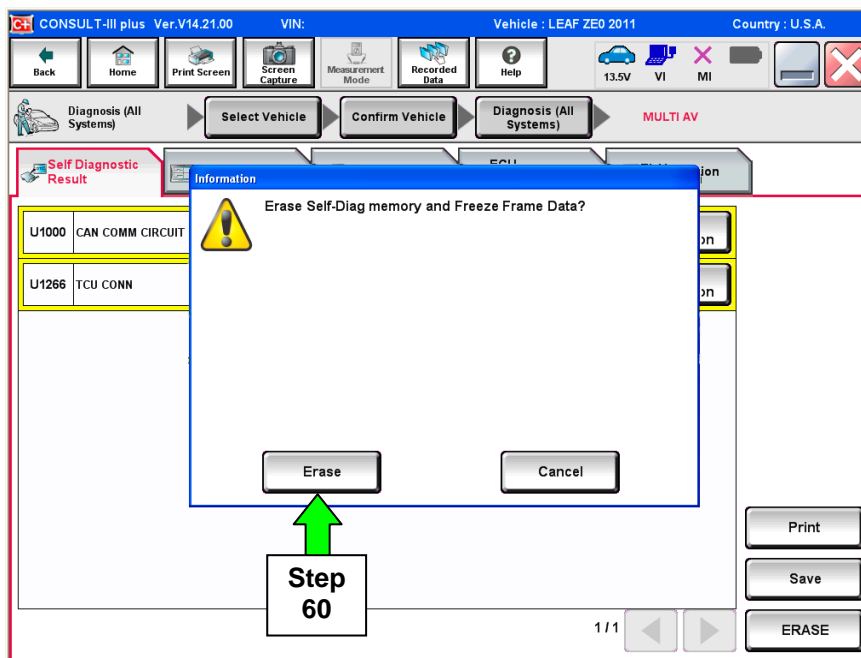 C+ CONSULT-III plus Ver.V14.21.00 VIN: Vehicle : LEAF ZE0 2011 Country : U.S.A.
Back
Home
Print Screen
Screen
Capture
Measurement
Mode
Recorded
Data
Help
13.5V VI MI
Diagnosis (All
Systems)
Select Vehicle
Confirm Vehicle
Diagnosis (All
Systems)
MULTI AV
Self Diagnostic
Result
ECU
Information
Erase Self-Diag memory and Freeze Frame Data?
U1000 CAN COMM CIRCUIT
U1266 TCU CONN
Erase
Cancel
Step
60
Print
Save
1/1
ERASE